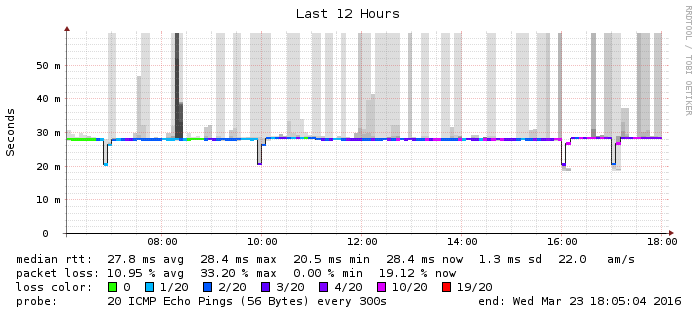 Last 12 Hours
RRDTOOL / TOBI OETIKER
Seconds
50 m
40 m
30 m
20 m
10 m
0
08:00 10:00 12:00 14:00 16:00 18:00
median rtt: 27.8 ms avg 28.4 ms max 20.5 ms min 28.4 ms now 1.3 ms sd 22.0 am/s
packet loss: 10.95 % avg 33.20 % max 0.00 % min 19.12 % now
loss color: 0 1/20 2/20 3/20 4/20 10/20 19/20
probe: 20 ICMP Echo Pings (56 Bytes) every 300s end: Wed Mar 23 18:05:04 2016